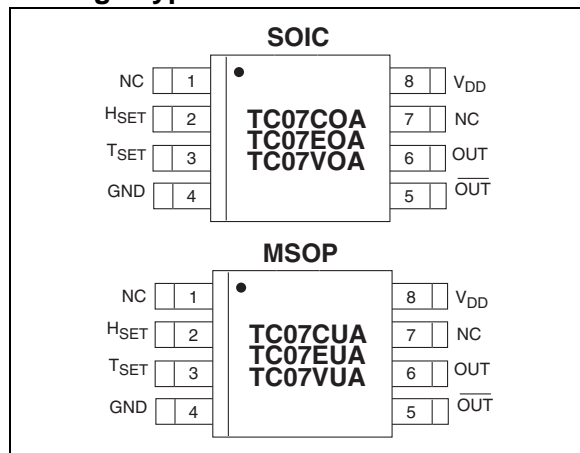 SOIC
NC 1 8 VDD
HSET 2 7 NC
TSET 3 6 OUT
GND 4 5 OUT
TC07COA
TC07EOA
TC07VOA
MSOP
NC 1 8 VDD
HSET 2 7 NC
TSET 3 6 OUT
GND 4 5 OUT
TC07CUA
TC07EUA
TC07VUA